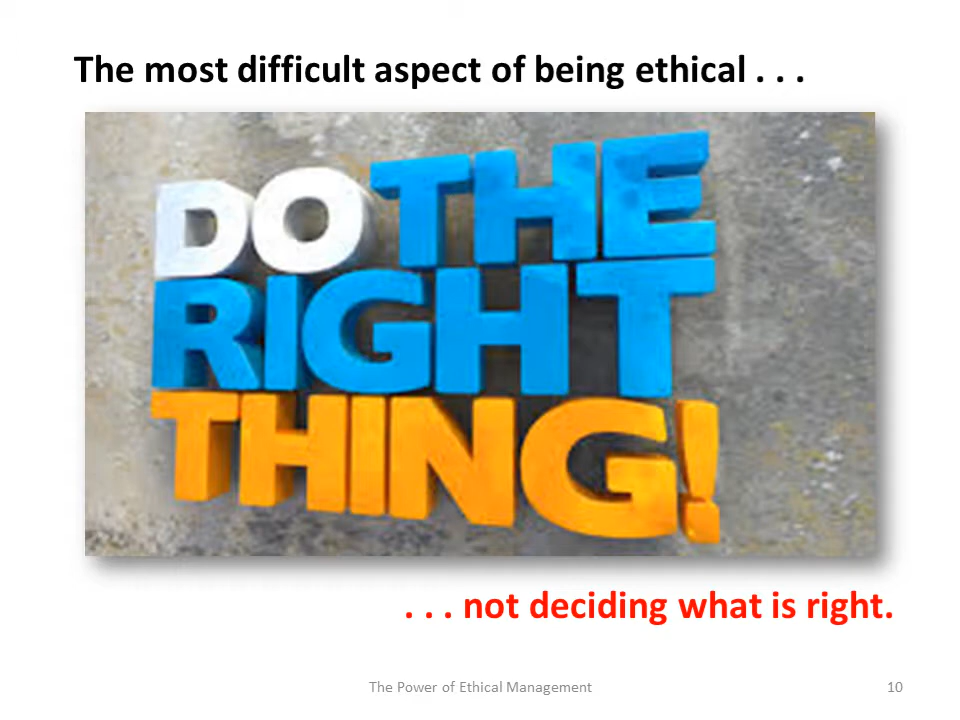 The most difficult aspect of being ethical . . .
DO THE
RIGHT
THING!
. . . not deciding what is right.
The Power of Ethical Management
10